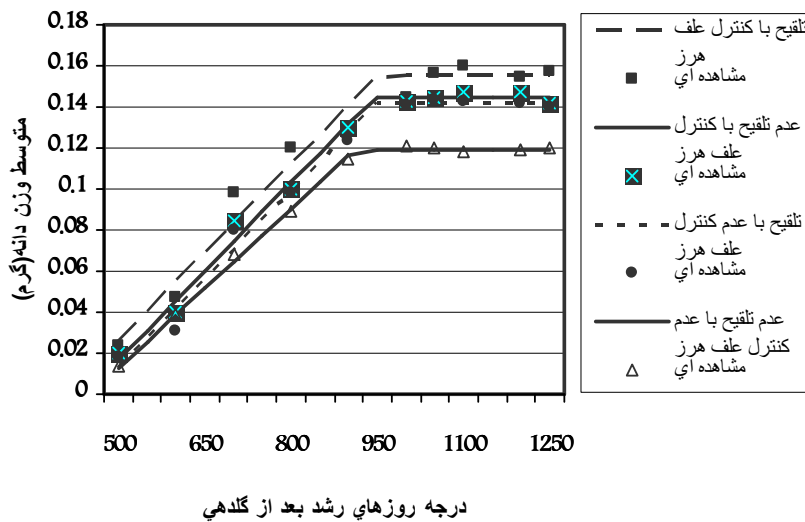 0.18
0.16
0.14
0.12
0.1
0.08
0.06
0.04
0.02
0
متوسط وزن دانه(گرم)
500 650 800 950 1100 1250
درجه روزهاي رشد بعد از گلدهي
تلقيح با كنترل علف
هرز
مشاهده اي
عدم تلقيح با كنترل
علف هرز
مشاهده اي
تلقيح با عدم كنترل
علف هرز
مشاهده اي
عدم تلقيح با عدم
كنترل علف هرز
مشاهده اي